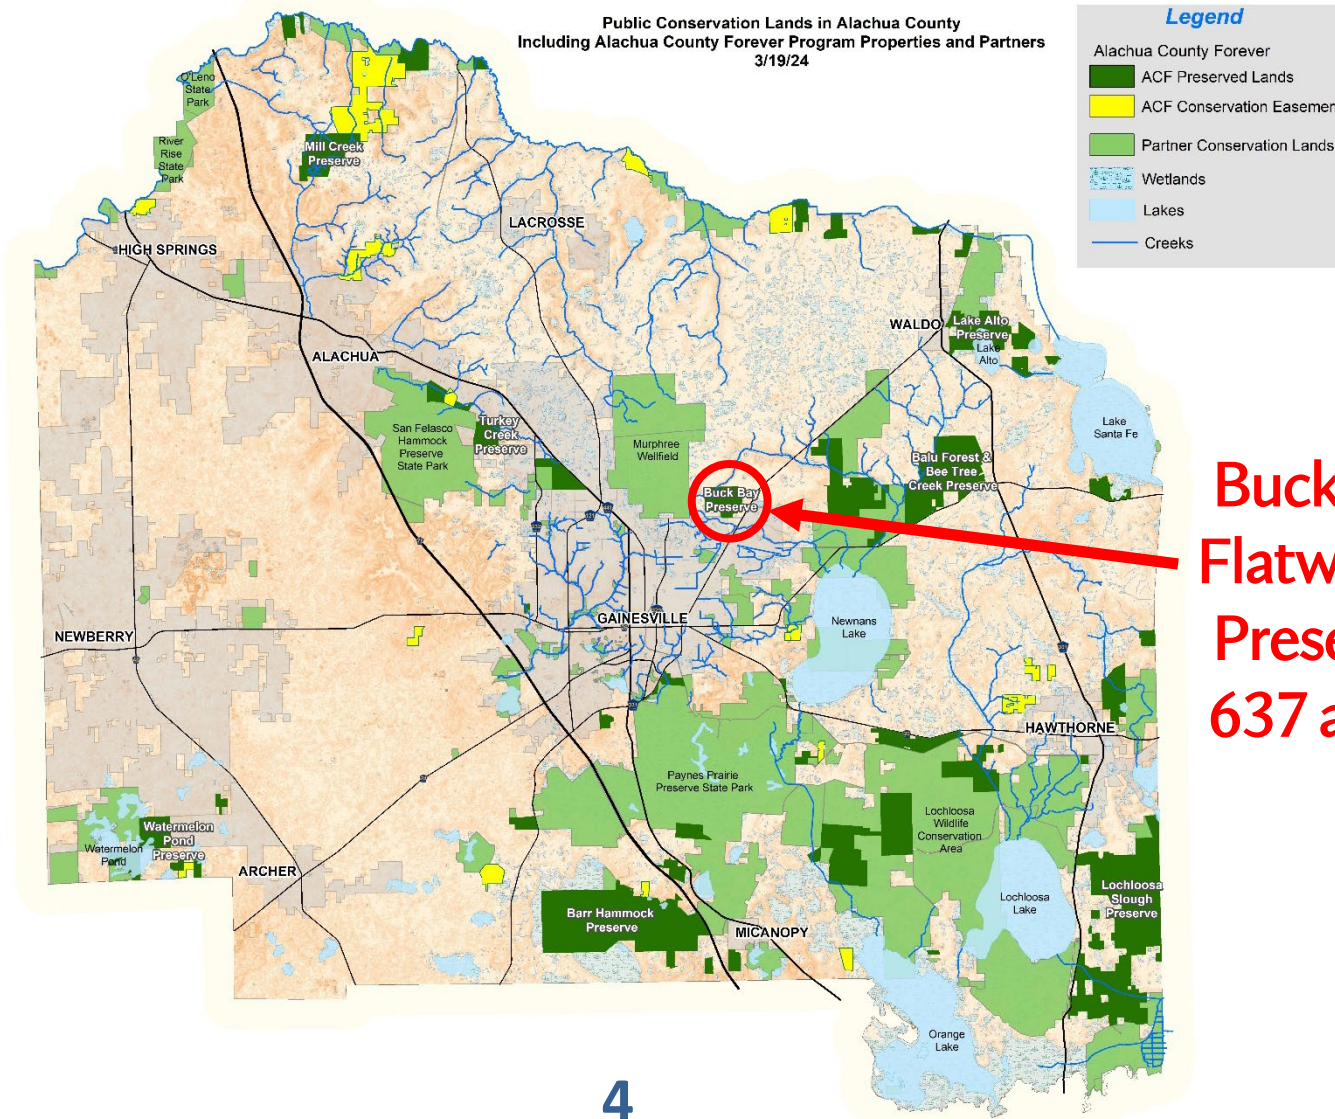 Public Conservation Lands in Alachua County
Including Alachua County Forever Program Properties and Partners
3/19/24
Legend
Alachua County Forever
ACF Preserved Lands
ACF Conservation Easemen
Partner Conservation Lands
Wetlands
Lakes
Creeks
O'Leno
State
Park
River
Rise
State
Park
Mill Creek
Preserve
LACROSSE
HIGH SPRINGS
WALDO
Lake Alto
Preserve
Lake
Alto
ALACHUA
Lake
Santa Fe
San Felasco
Hammock
Preserve
State Park
Turkey
Creek
Preserve
Murphree
Wellfield
Balu Forest &
Bee Tree
Creek Preserve
Buck Bay
Preserve
Buck
Flatw
Prese
637 a
441
GAINESVILLE
Newnans
Lake
NEWBERRY
301
HAWTHORNE
Paynes Prairie
Preserve State Park
Lochloosa
Wildlife
Conservation
Area
Watermelon
Pond
Watermelon
Pond
Preserve
ARCHER
Barr Hammock
Preserve
MICANOPY
Lochloosa
Lake
Lochloosa
Slough
Preserve
Orange
Lake
4